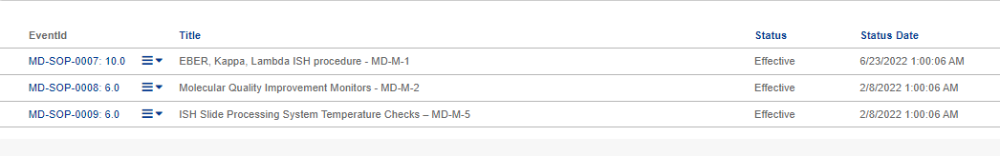 EventId Title Status Status Date
MD-SOP-0007: 10.0 EBER, Kappa, Lambda ISH procedure - MD-M-1 Effective 6/23/2022 1:00:06 AM
MD-SOP-0008: 6.0 Molecular Quality Improvement Monitors - MD-M-2 Effective 2/8/2022 1:00:06 AM
MD-SOP-0009: 6.0 ISH Slide Processing System Temperature Checks – MD-M-5 Effective 2/8/2022 1:00:06 AM